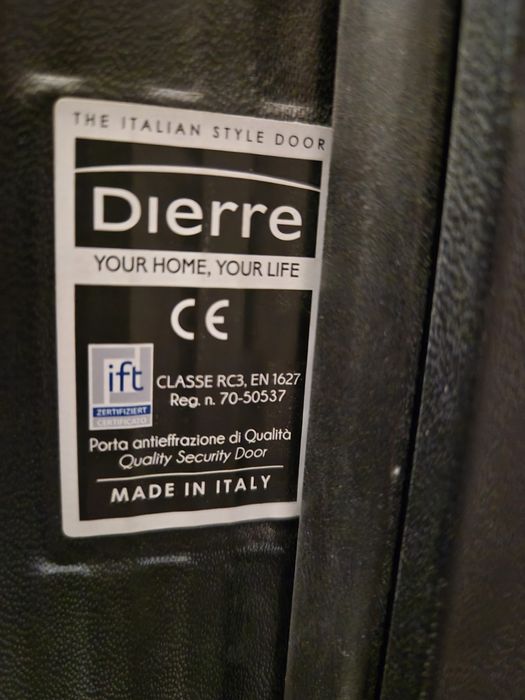 THE ITALIAN STYLE DOOR
Dierre
YOUR HOME, YOUR LIFE
CE
ift
CLASSE RC3, EN 1627
Reg. n. 70-50537
ZERTIFIZIERT
CERTIFICATO
Porta antieffrazione di Qualità
Quality Security Door
MADE IN ITALY